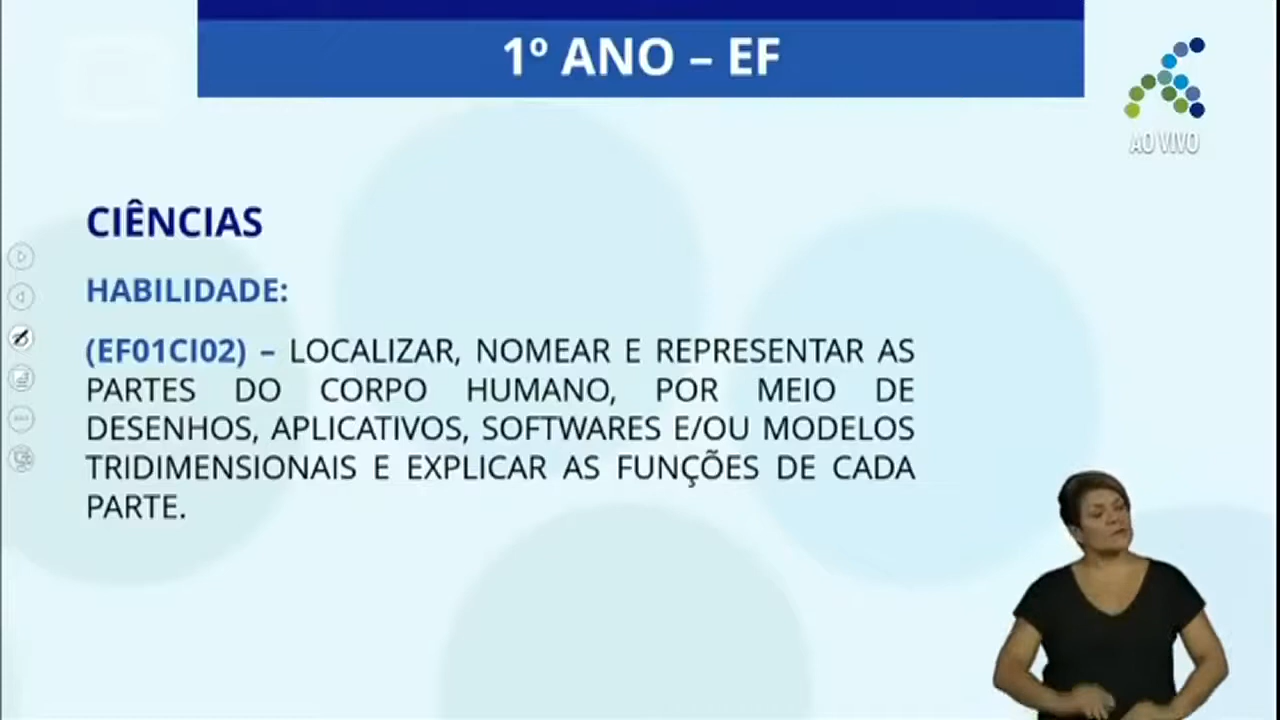 1º ANO – EF
AO VIVO
CIÊNCIAS
HABILIDADE:
(EF01CI02) – LOCALIZAR, NOMEAR E REPRESENTAR AS
PARTES DO CORPO HUMANO, POR MEIO DE
DESENHOS, APLICATIVOS, SOFTWARES E/OU MODELOS
TRIDIMENSIONAIS E EXPLICAR AS FUNÇÕES DE CADA
PARTE.